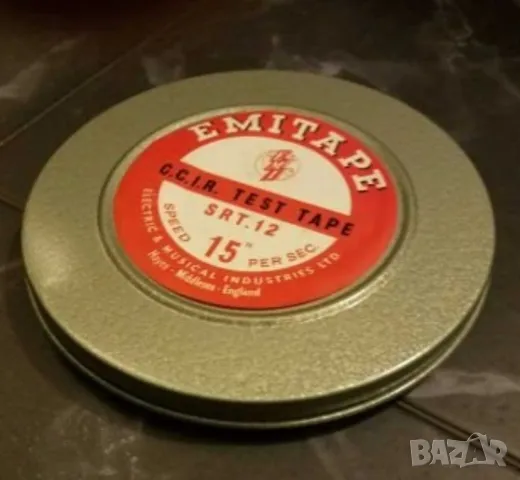 EMITAPE
C.C.I.R. TEST TAPE
SRT.12
SPEED 15" PER SEC.
ELECTRIC & MUSICAL INDUSTRIES LTD.
Hayes · Middlesex · England
BAZAR